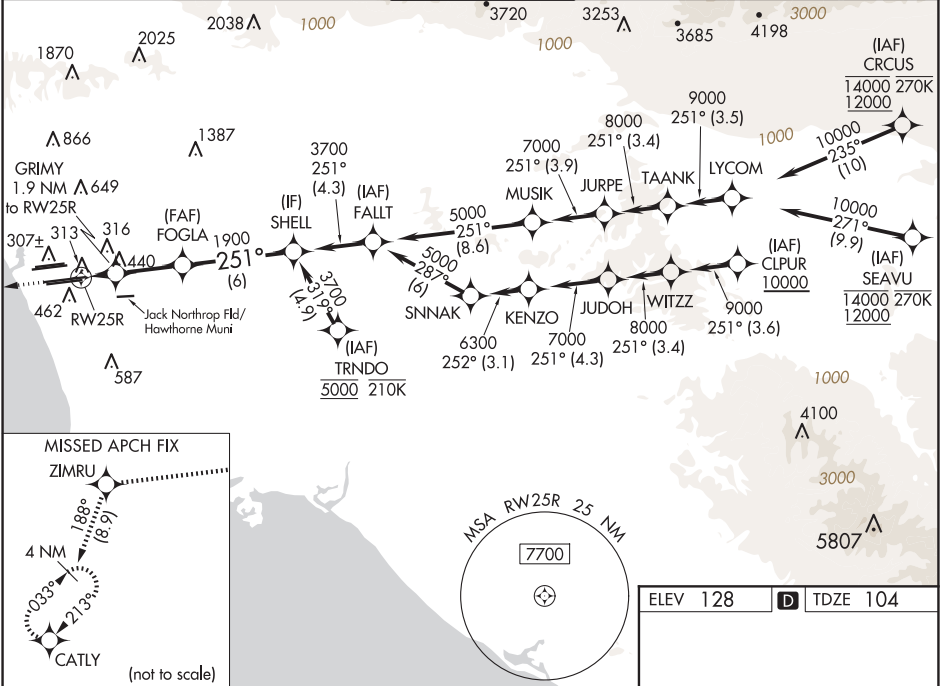 2038
1000
3720
3253
1000
3685
4198
3000
1870
2025
866
1387
(IAF)
CRCUS
14000 270K
12000
9000
251° (3.5)
8000
251° (3.4)
7000
251° (3.9)
1000
10000
235°
(10)
GRIMY
1.9 NM
to RW25R
649
3700
251°
(4.3)
(IAF)
FALLT
MUSIK
JURPE
TAANK
LYCOM
(IF)
SHELL
(FAF)
FOGLA
5000
251°
(8.6)
10000
271°
(9.9)
307±
313
316
440
1900
251°
(6)
5000
287°
(6)
(IAF)
CLPUR
10000
(IAF)
SEAVU
14000 270K
12000
462
RW25R
Jack Northrop Fld/
Hawthorne Muni
3700
319°
(4.9)
SNNAK
KENZO
JUDOH
WITZZ
6300
252° (3.1)
7000
251° (4.3)
8000
251° (3.4)
9000
251° (3.6)
(IAF)
TRNDO
5000 210K
587
1000
4100
3000
5807
MISSED APCH FIX
ZIMRU
188°
(8.9)
4 NM
033°
213°
CATLY
(not to scale)
MSA RW25R 25 NM
7700
ELEV 128 D TDZE 104